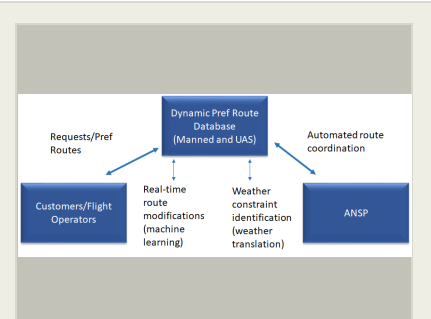 Dynamic Pref Route
Database
(Manned and UAS)
Requests/Pref
Routes
Automated route
coordination
Customers/Flight
Operators
Real-time
route
modifications
(machine
learning)
Weather
constraint
identification
(weather
translation)
ANSP